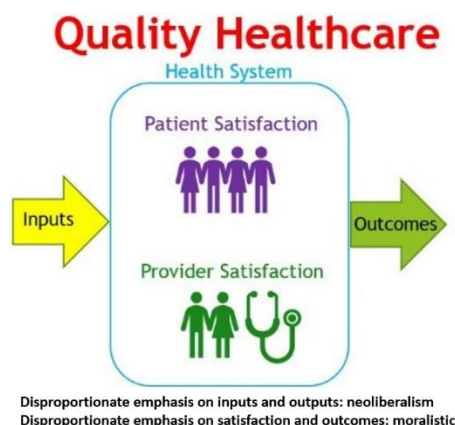 Quality Healthcare
Health System
Patient Satisfaction
Inputs
Outcomes
Provider Satisfaction
Disproportionate emphasis on inputs and outputs: neoliberalism
Disproportionate emphasis on satisfaction and outcomes: moralistic